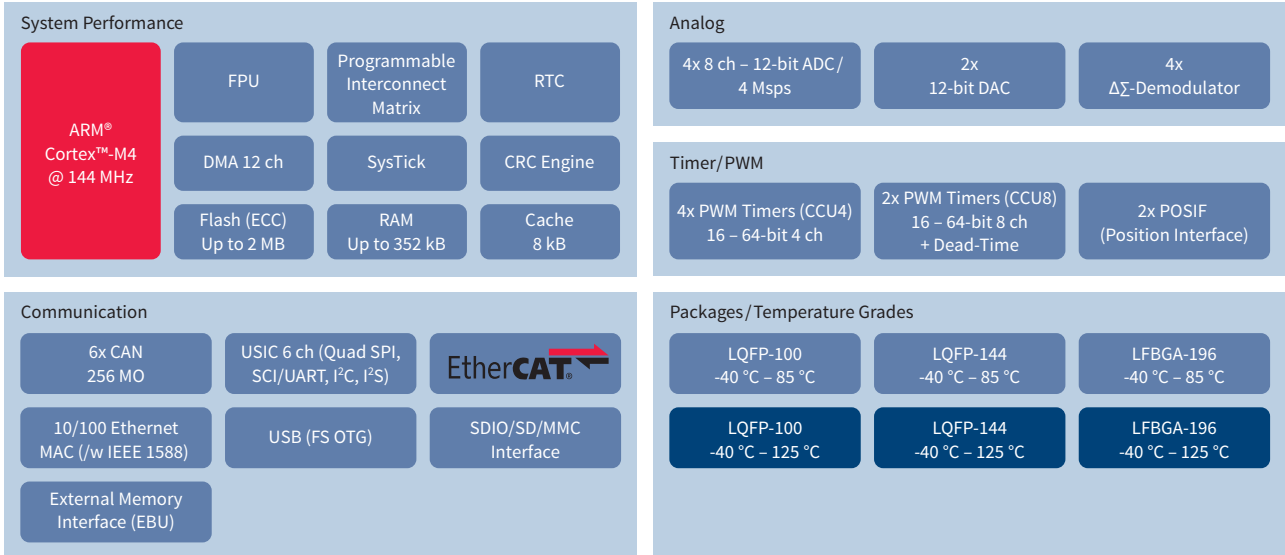 System Performance
ARM®
Cortex™-M4
@ 144 MHz
FPU
Programmable
Interconnect
Matrix
RTC
DMA 12 ch
SysTick
CRC Engine
Flash (ECC)
Up to 2 MB
RAM
Up to 352 kB
Cache
8 kB
Analog
4x 8 ch – 12-bit ADC/
4 Msps
2x
12-bit DAC
4x
Δ∑-Demodulator
Timer/PWM
4x PWM Timers (CCU4)
16 – 64-bit 4 ch
2x PWM Timers (CCU8)
16 – 64-bit 8 ch
+ Dead-Time
2x POSIF
(Position Interface)
Communication
6x CAN
256 MO
USIC 6 ch (Quad SPI,
SCI/UART, I²C, I²S)
EtherCAT®
10/100 Ethernet
MAC (/w IEEE 1588)
USB (FS OTG)
SDIO/SD/MMC
Interface
External Memory
Interface (EBU)
Packages/Temperature Grades
LQFP-100
-40 °C – 85 °C
LQFP-144
-40 °C – 85 °C
LFBGA-196
-40 °C – 85 °C
LQFP-100
-40 °C – 125 °C
LQFP-144
-40 °C – 125 °C
LFBGA-196
-40 °C – 125 °C